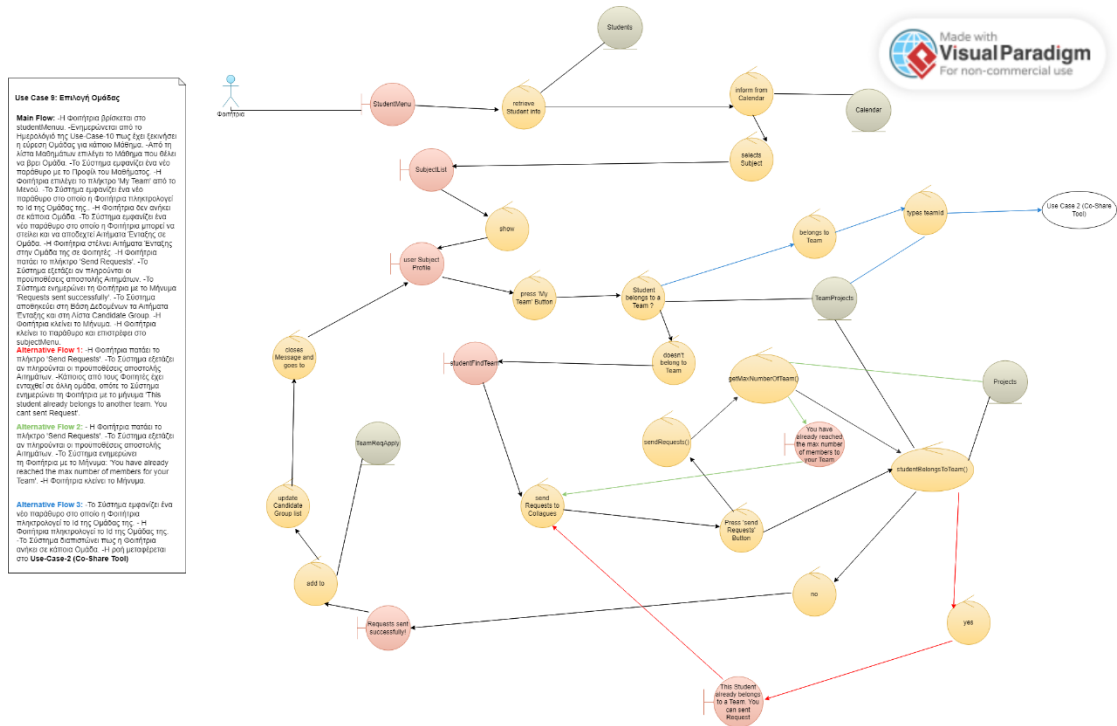 Made with
Visual Paradigm
For non-commercial use
Students
Use Case 9: Επιλογή Ομάδας
Main Flow: -Η Φοιτήτρια βρίσκεται στο
studentMenuu. -Ενημερώνεται από το
Ημερολόγιό της Use-Case-10 πως έχει ξεκινήσει
η εύρεση Ομάδας για κάποιο Μάθημα. -Από τη
λίστα Μαθημάτων επιλέγει το Μάθημα που θέλει
να βρει Ομάδα. -Το Σύστημα εμφανίζει ένα νέο
παράθυρο με το Προφίλ του Μαθήματος. -Η
Φοιτήτρια επιλέγει το πλήκτρο 'My Team' από το
Μενού. -Το Σύστημα εμφανίζει ένα νέο
παράθυρο στο οποίο η Φοιτήτρια πληκτρολογεί
το Id της Ομάδας της.. -Η Φοιτήτρια δεν ανήκει
σε κάποια Ομάδα. -Το Σύστημα εμφανίζει ένα
νέο παράθυρο στο οποίο η Φοιτήτρια μπορεί να
στείλει και να αποδεχτεί Αιτήματα Ένταξης σε
Ομάδα. -Η Φοιτήτρια στέλνει Αιτήματα Ένταξης
στην Ομάδα της σε Φοιτητές. -Η Φοιτήτρια
πατάει το πλήκτρο 'Send Requests'. -Το
Σύστημα εξετάζει αν πληρούνται οι
προϋποθέσεις αποστολής Αιτημάτων. -Το
Σύστημα ενημερώνει τη Φοιτήτρια με το Μήνυμα
'Requests sent successfully'. -Το Σύστημα
αποθηκεύει στη Βάση Δεδομένων τα Αιτήματα
Ένταξης και στη Λίστα Candidate Group. -Η
Φοιτήτρια κλείνει το Μήνυμα. -Η Φοιτήτρια
κλείνει το παράθυρο και επιστρέφει στο
subjectMenu.
Alternative Flow 1: -Η Φοιτήτρια πατάει το
πλήκτρο 'Send Requests'. -Το Σύστημα εξετάζει
αν πληρούνται οι προϋποθέσεις αποστολής
Αιτημάτων. -Κάποιος από τους Φοιτητές έχει
ενταχθεί σε άλλη ομάδα, οπότε το Σύστημα
ενημερώνει τη Φοιτήτρια με το μήνυμα 'This
student already belongs to another team. You
cant sent Request'.
Alternative Flow 2: - Η Φοιτήτρια πατάει το
πλήκτρο 'Send Requests'. -Το Σύστημα εξετάζει
αν πληρούνται οι προϋποθέσεις αποστολής
Αιτημάτων. -Το Σύστημα ενημερώνει
τη Φοιτήτρια με το Μήνυμα: 'You have already
reached the max number of members for your
Team'. -Η Φοιτήτρια κλείνει το Μήνυμα.
Alternative Flow 3: -Το Σύστημα εμφανίζει ένα
νέο παράθυρο στο οποίο η Φοιτήτρια
πληκτρολογεί το Id της Ομάδας της. - Η
Φοιτήτρια πληκτρολογεί το Id της Ομάδας της.
-Το Σύστημα διαπιστώνει πως η Φοιτήτρια
ανήκει σε κάποια Ομάδα. -Η ροή μεταφέρεται
στο Use-Case-2 (Co-Share Tool)
Φοιτήτρια
StudentMenu
retrieve
Student info
inform from
Calendar
Calendar
SubjectList
selects
Subject
show
belongs to
Team
types teamId
Use Case 2 (Co-Share
Tool)
user Subject
Profile
press 'My
Team' Button
Student
belongs to a
Team ?
TeamProjects
closes
Message and
goes to
studentFindTeam
doesn't
belong to
Team
getMaxNumberOfTeam()
Projects
TeamReqApply
sendRequests()
You have
already reached
the max number
of members to
your Team
studentBelongsToTeam()
update
Candidate
Group list
send
Requests to
Collagues
Press 'send
Requests'
Button
add to
no
Requests sent
successfully!
yes
This Student
already belongs
to a Team. You
can sent
Request